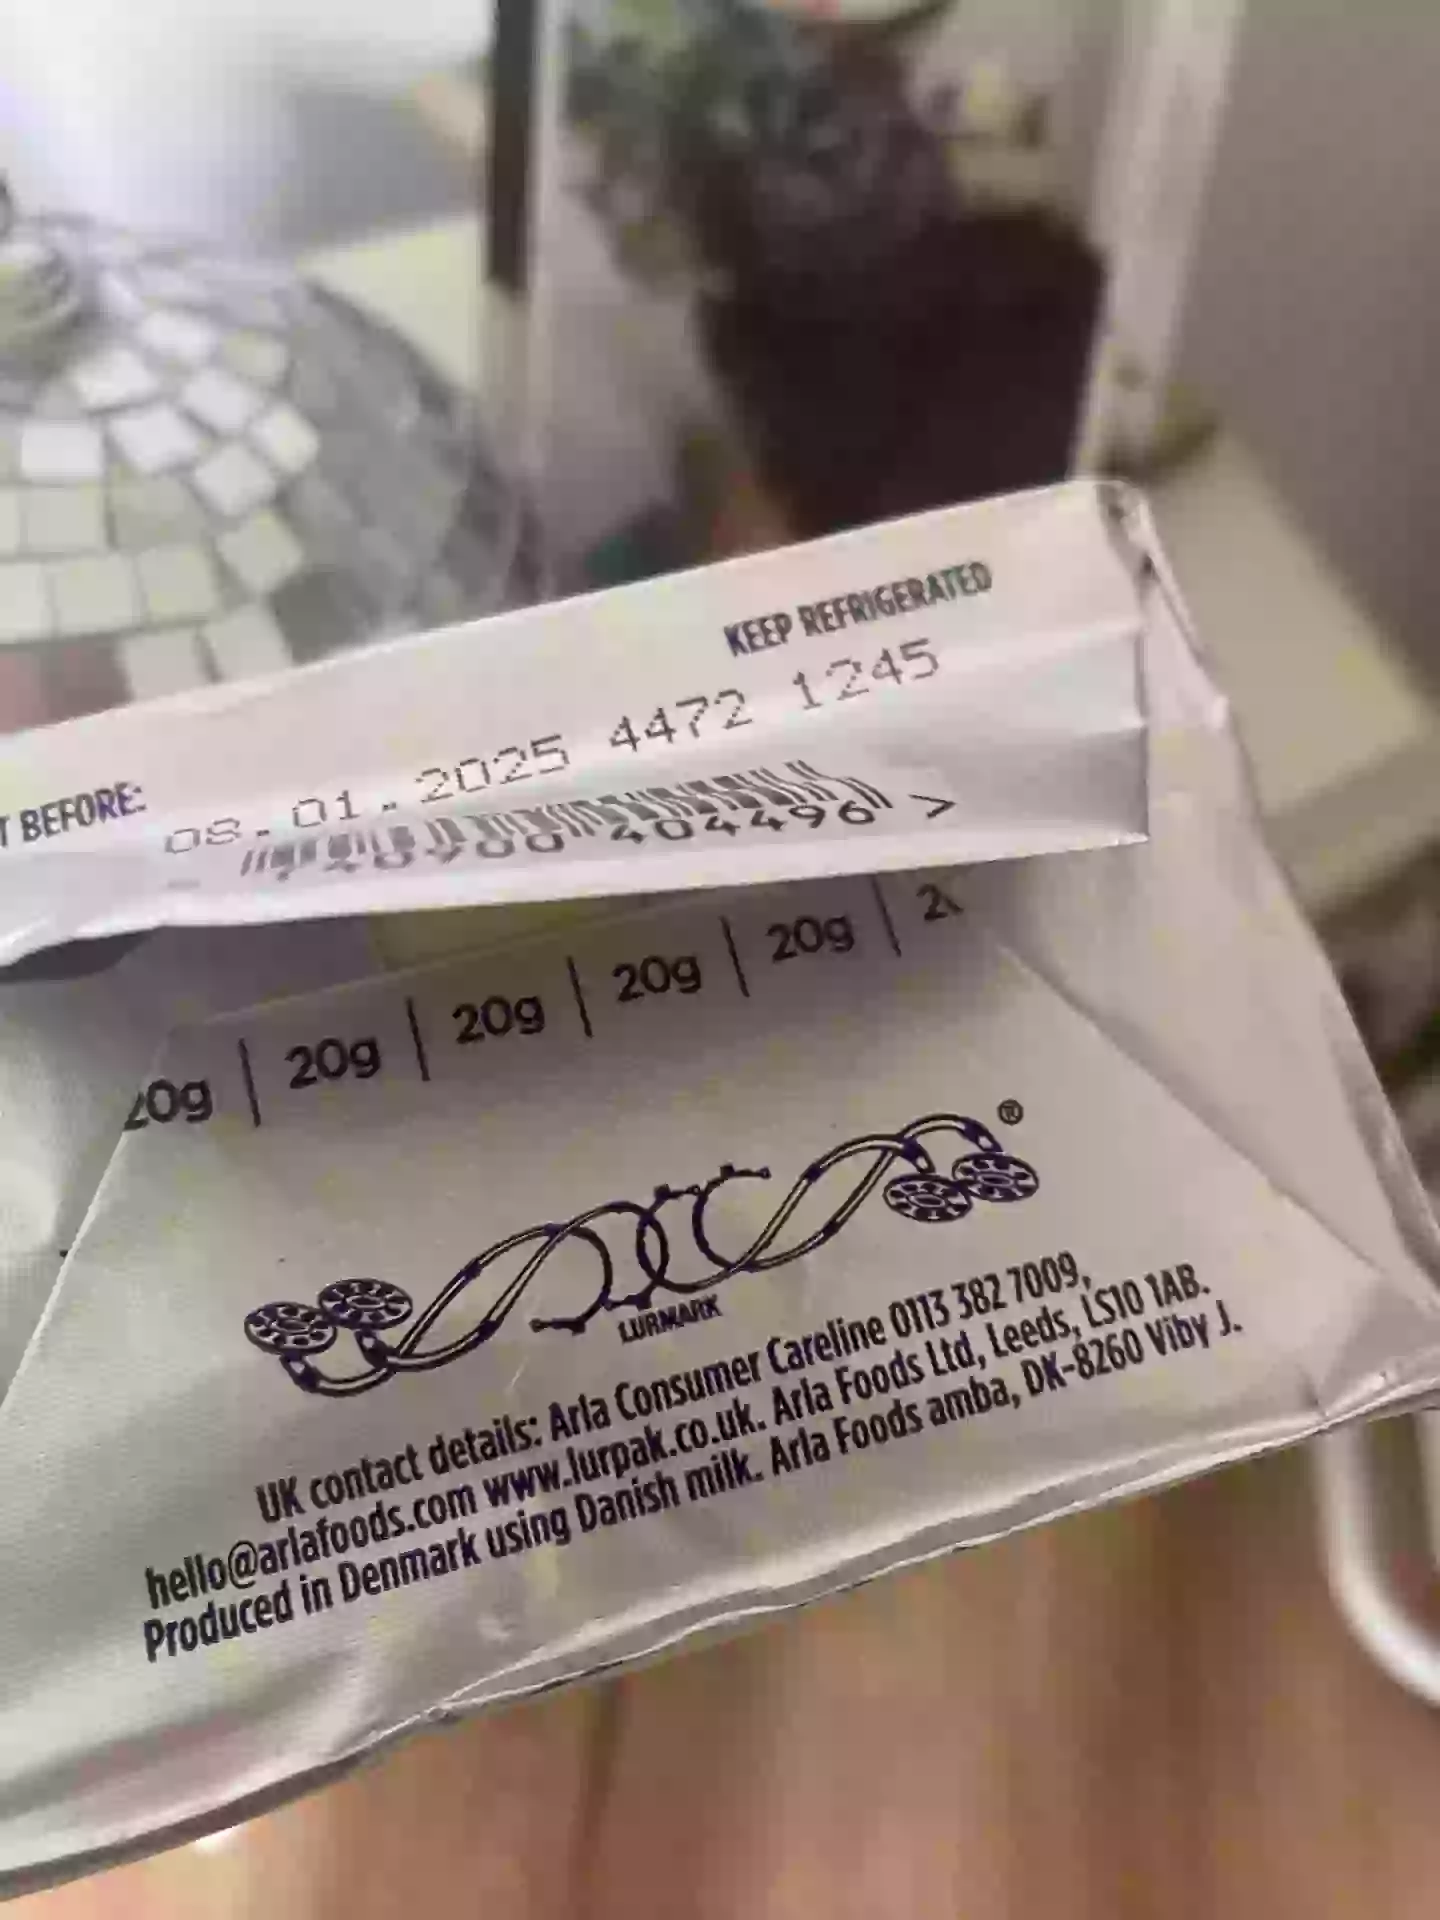 KEEP REFRIGERATED
T BEFORE:
08.01.2025 4472 1245
404496 >
20g | 20g | 20g | 20g | 20g |
®
LURMARK
UK contact details: Arla Consumer Careline 0113 382 7009,
hello@arlafoods.com www.lurpak.co.uk. Arla Foods Ltd, Leeds, LS10 1AB.
Produced in Denmark using Danish milk. Arla Foods amba, DK-8260 Viby J.